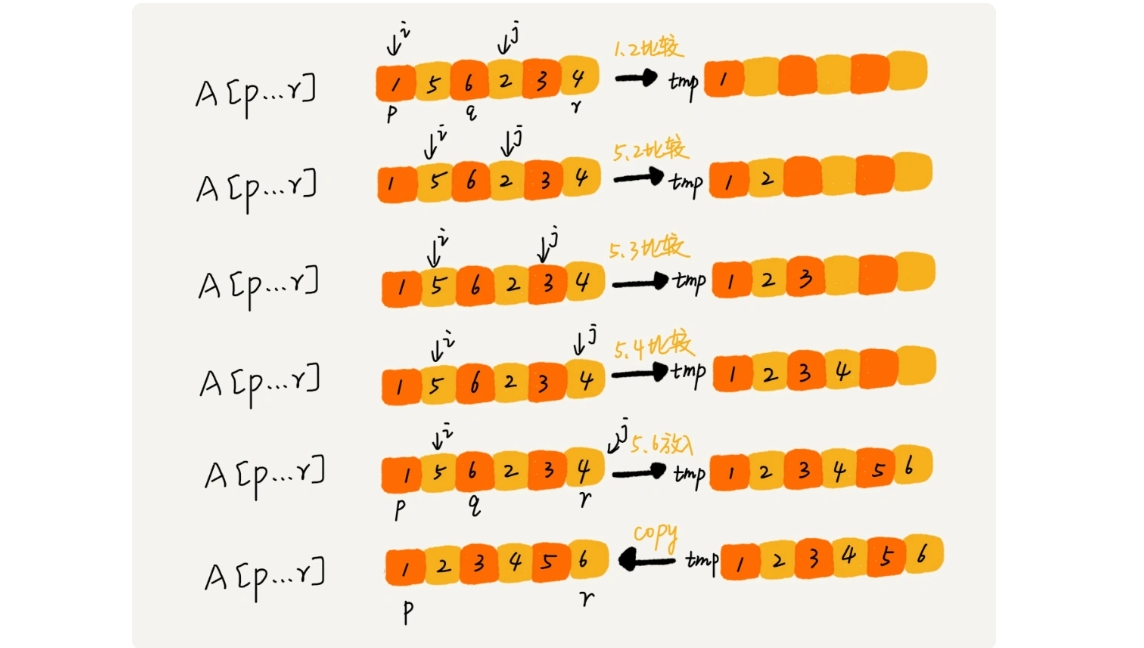 i j 1.2比较
A[p...r] 1 5 6 2 3 4 tmp 1
p q r
i j 5.2比较
A[p...r] 1 5 6 2 3 4 tmp 1 2
i j 5.3比较
A[p...r] 1 5 6 2 3 4 tmp 1 2 3
i j 5.4比较
A[p...r] 1 5 6 2 3 4 tmp 1 2 3 4
i j 5.6放入
A[p...r] 1 5 6 2 3 4 tmp 1 2 3 4 5 6
p q r
copy
A[p...r] 1 2 3 4 5 6 tmp 1 2 3 4 5 6
p r